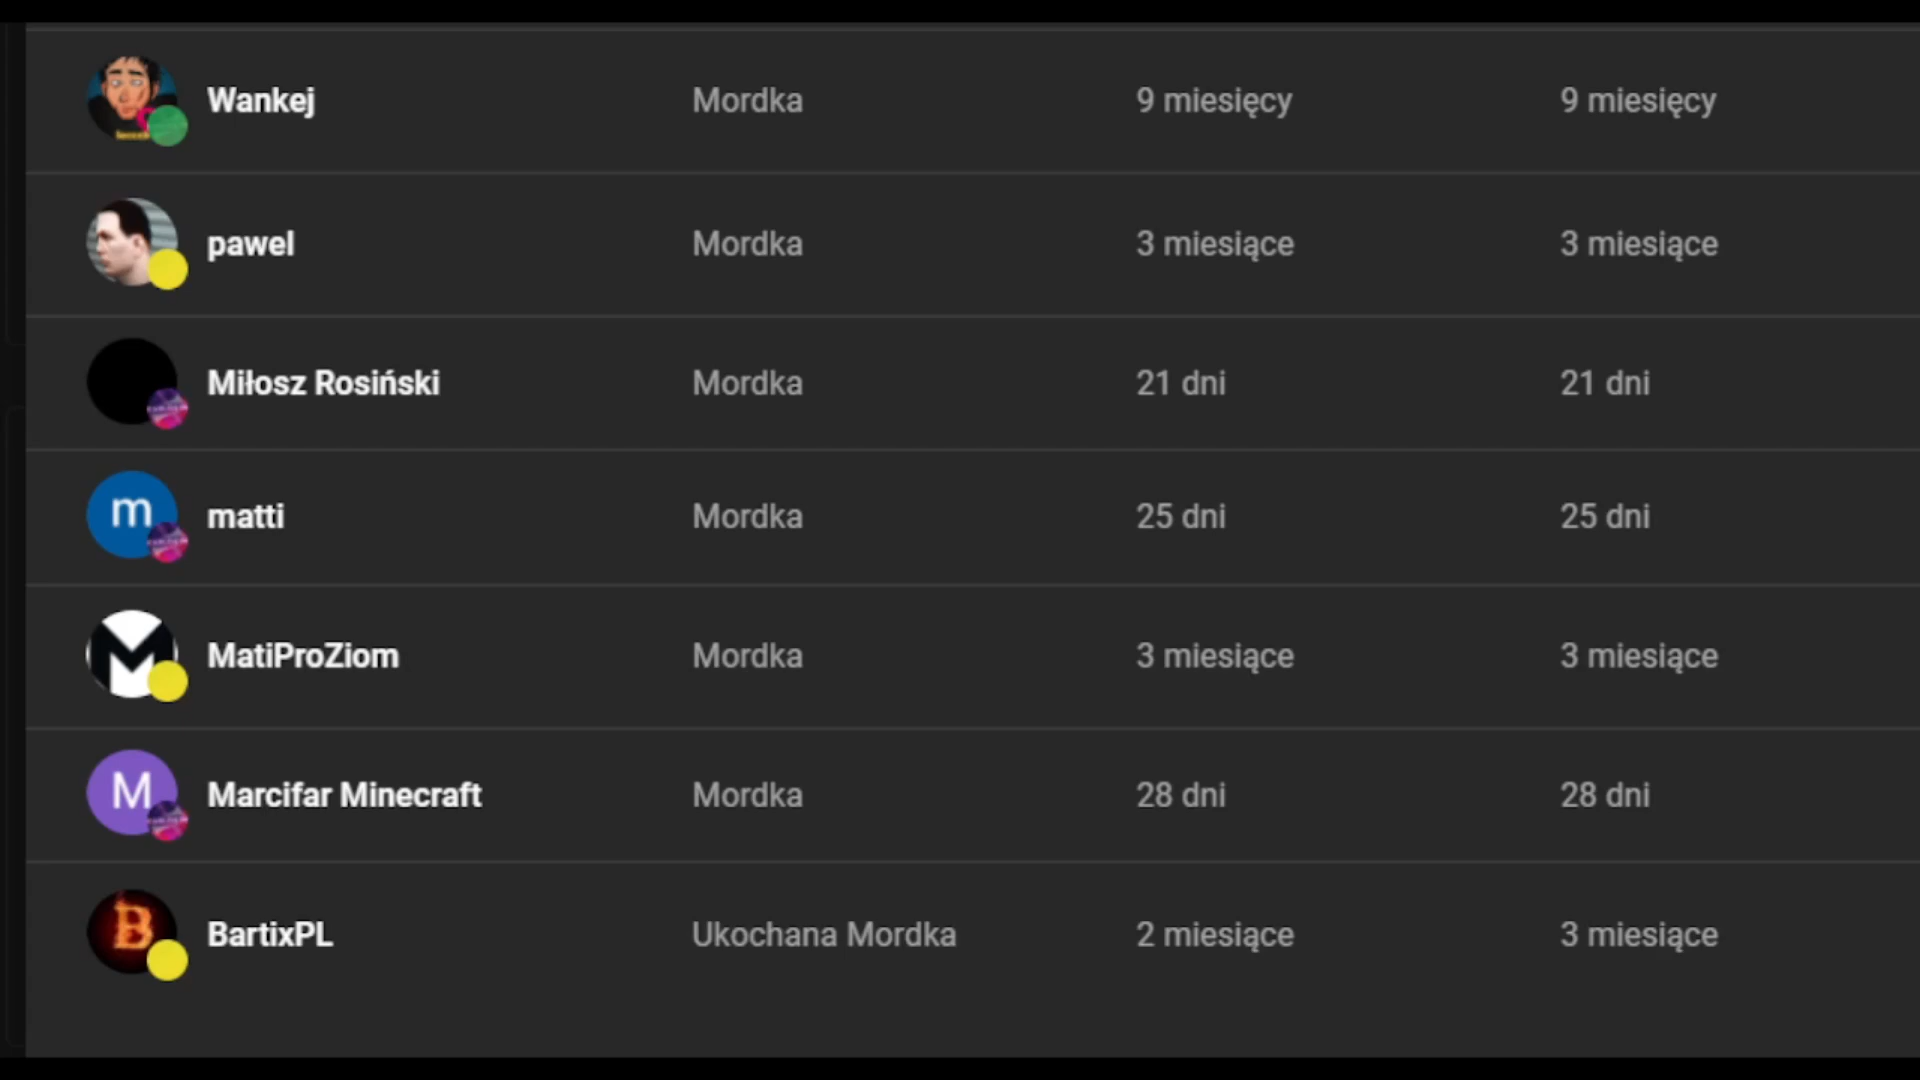 Wankej Mordka 9 miesięcy 9 miesięcy
pawel Mordka 3 miesiące 3 miesiące
Miłosz Rosiński Mordka 21 dni 21 dni
m matti Mordka 25 dni 25 dni
M MatiProZiom Mordka 3 miesiące 3 miesiące
M Marcifar Minecraft Mordka 28 dni 28 dni
B BartixPL Ukochana Mordka 2 miesiące 3 miesiące